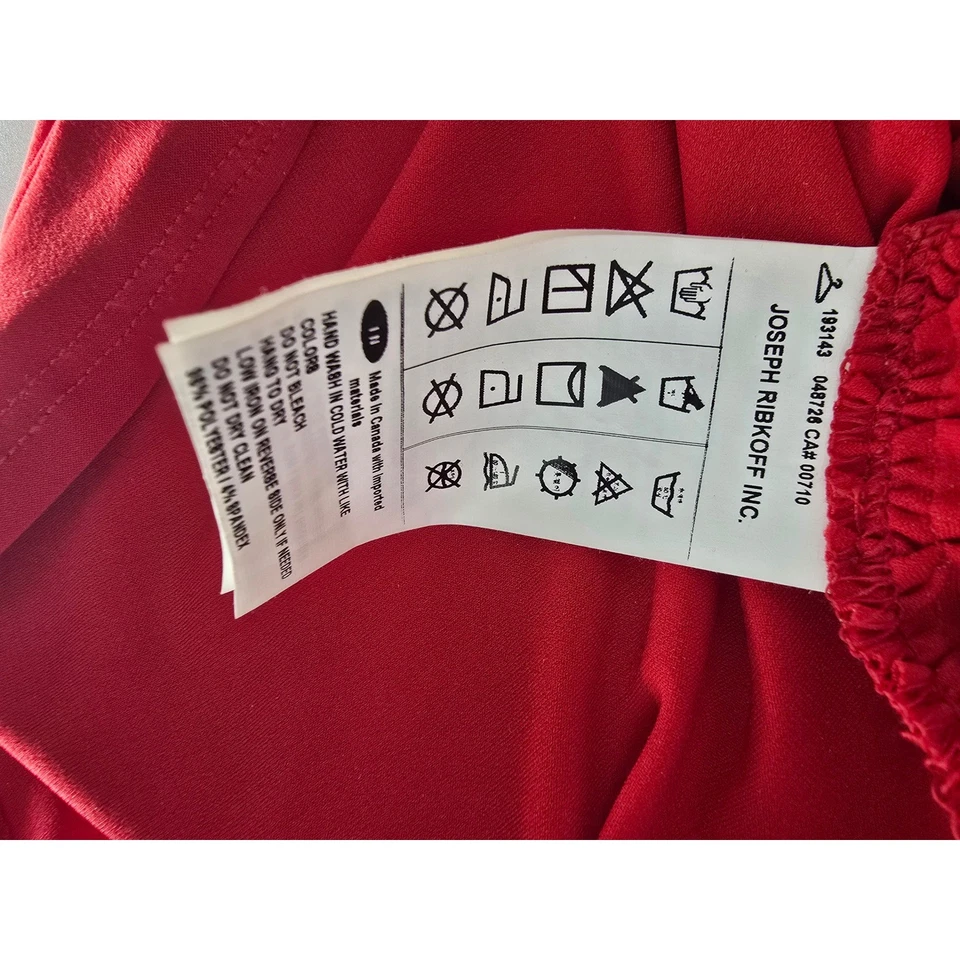 193143 048726 CA# 00710
JOSEPH RIBKOFF INC.
Made in Canada with Imported
materials
HAND WASH IN COLD WATER WITH LIKE
COLORS
DO NOT BLEACH
HANG TO DRY
LOW IRON ON REVERSE SIDE ONLY IF NEEDED
DO NOT DRY CLEAN
96% POLYESTER / 4% SPANDEX